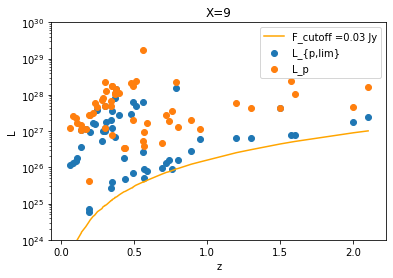 X=9
10^30
10^29
10^28
10^27
10^26
10^25
10^24
L
F_cutoff =0.03 Jy
L_{p,lim}
L_p
0.0 0.5 1.0 1.5 2.0
z